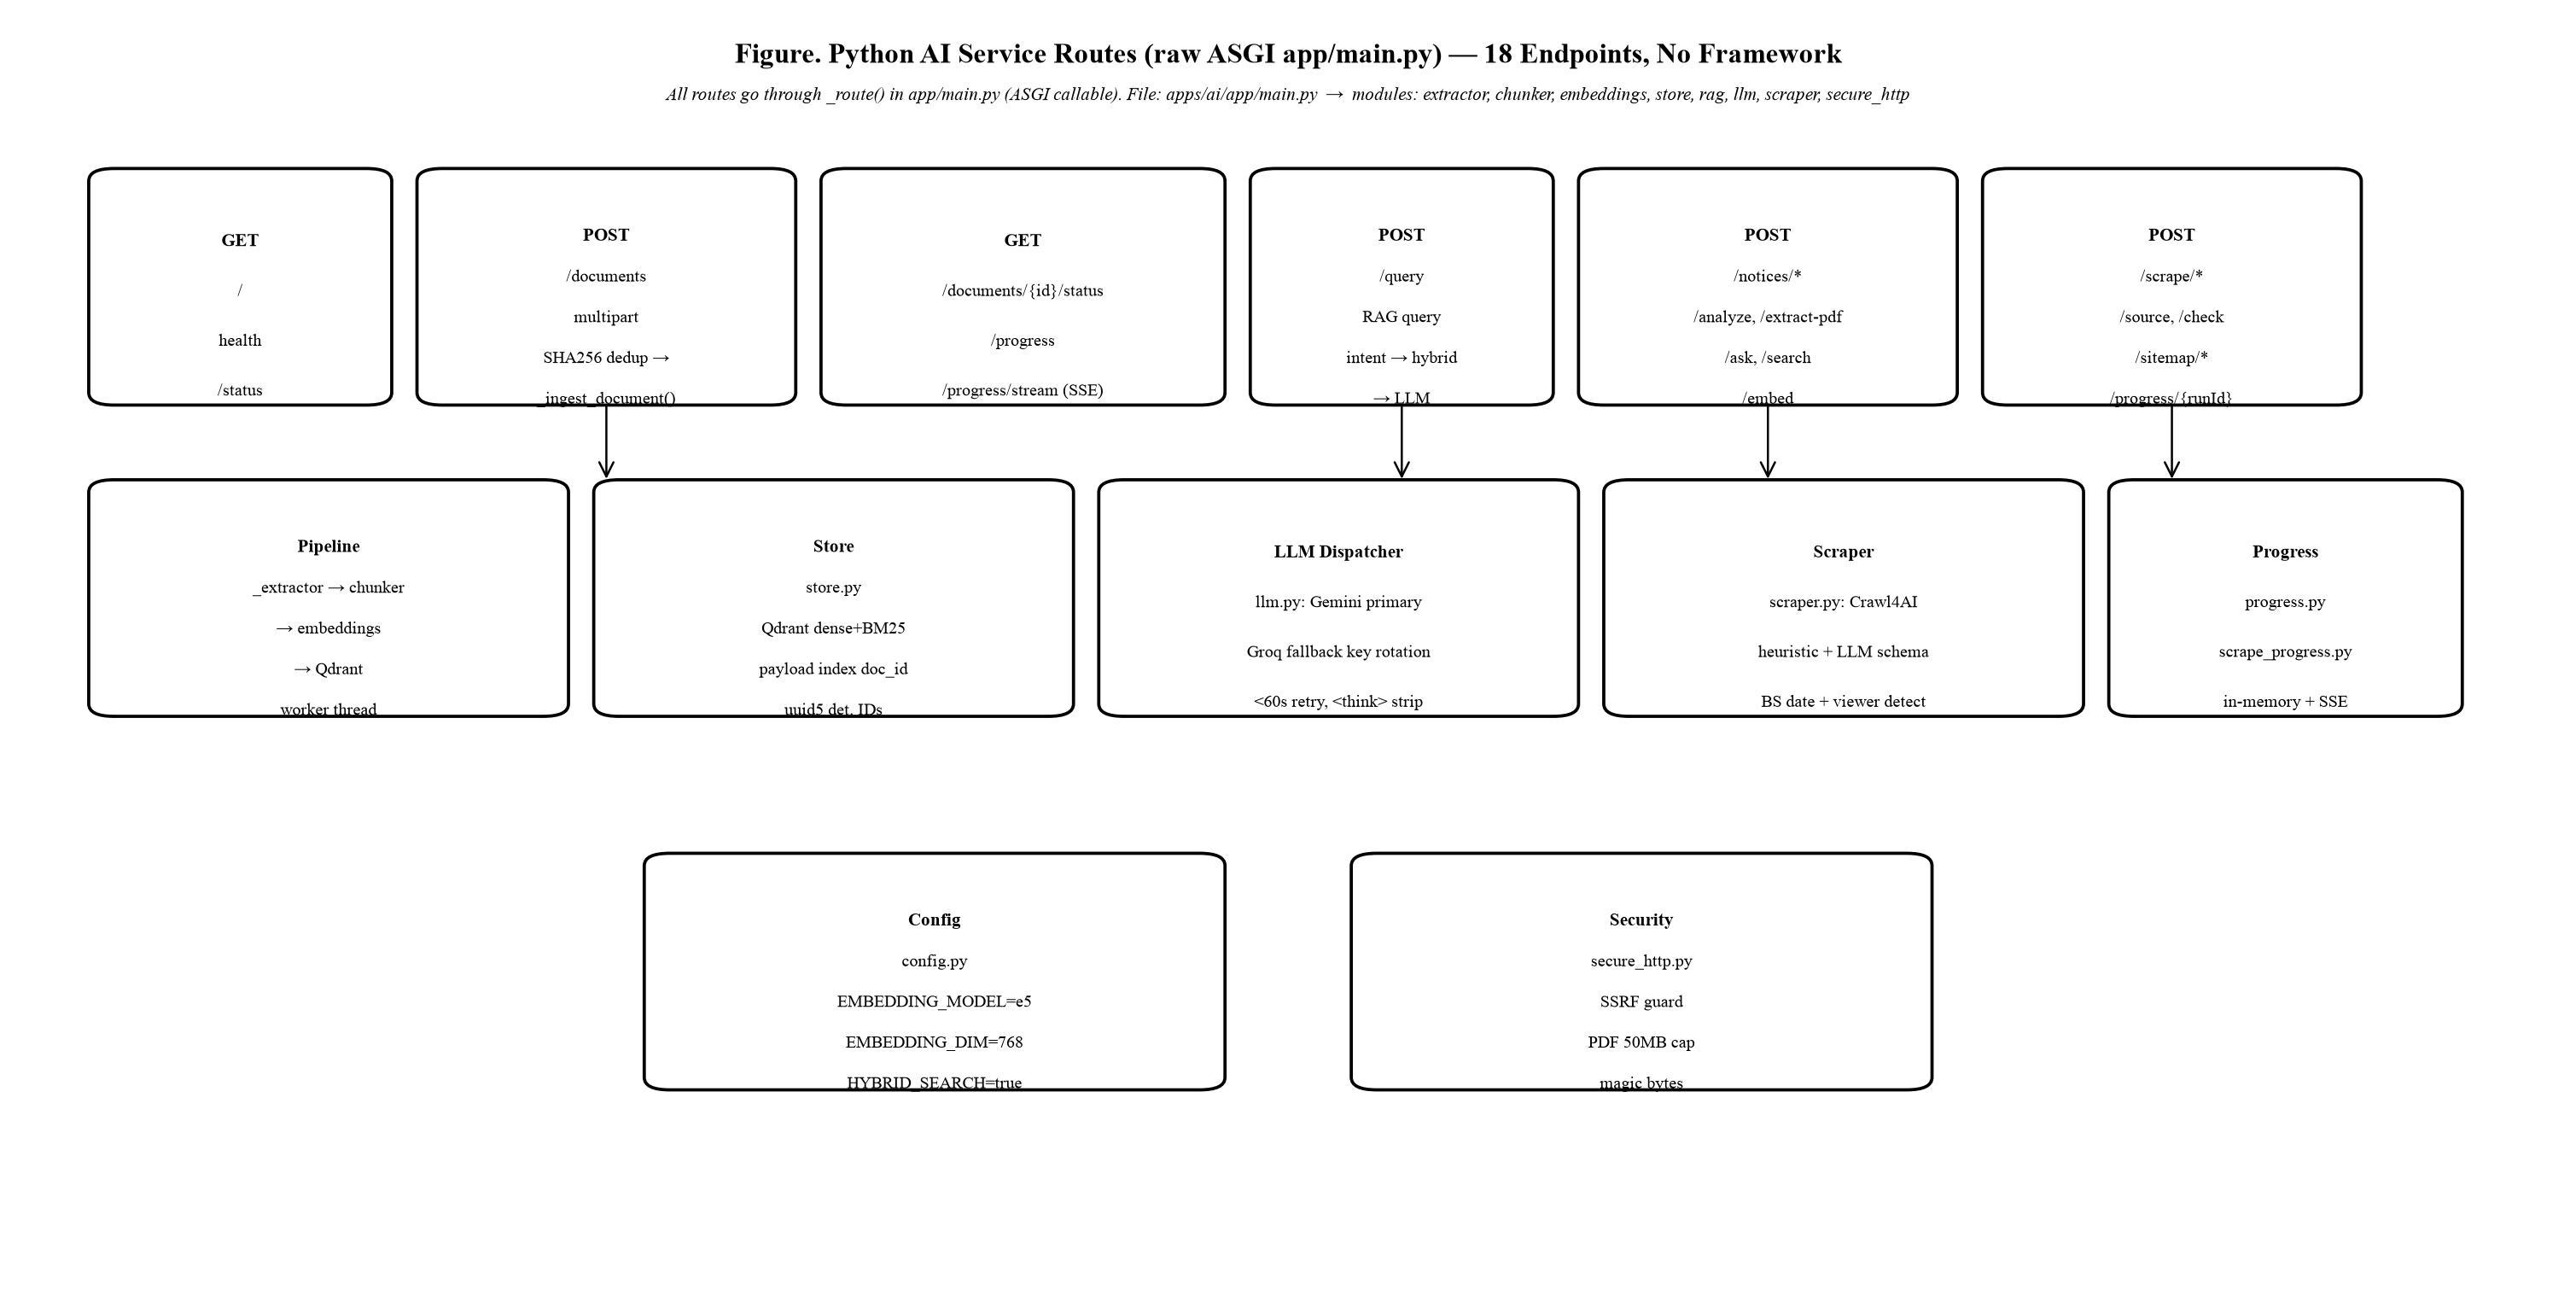 Figure. Python AI Service Routes (raw ASGI app/main.py) — 18 Endpoints, No Framework
All routes go through _route() in app/main.py (ASGI callable). File: apps/ai/app/main.py → modules: extractor, chunker, embeddings, store, rag, llm, scraper, secure_http
GET
/
health
/status
POST
/documents
multipart
SHA256 dedup →
_ingest_document()
GET
/documents/{id}/status
/progress
/progress/stream (SSE)
POST
/query
RAG query
intent → hybrid
→ LLM
POST
/notices/*
/analyze, /extract-pdf
/ask, /search
/embed
POST
/scrape/*
/source, /check
/sitemap/*
/progress/{runId}
Pipeline
_extractor → chunker
→ embeddings
→ Qdrant
worker thread
Store
store.py
Qdrant dense+BM25
payload index doc_id
uuid5 det. IDs
LLM Dispatcher
llm.py: Gemini primary
Groq fallback key rotation
<60s retry, <think> strip
Scraper
scraper.py: Crawl4AI
heuristic + LLM schema
BS date + viewer detect
Progress
progress.py
scrape_progress.py
in-memory + SSE
Config
config.py
EMBEDDING_MODEL=e5
EMBEDDING_DIM=768
HYBRID_SEARCH=true
Security
secure_http.py
SSRF guard
PDF 50MB cap
magic bytes